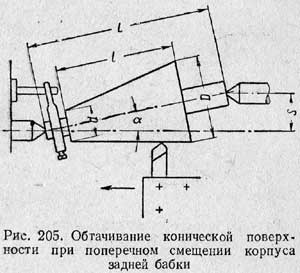 L
l
d
α
D
S
Рис. 205. Обтачивание конической поверх-
ности при поперечном смещении корпуса
задней бабки